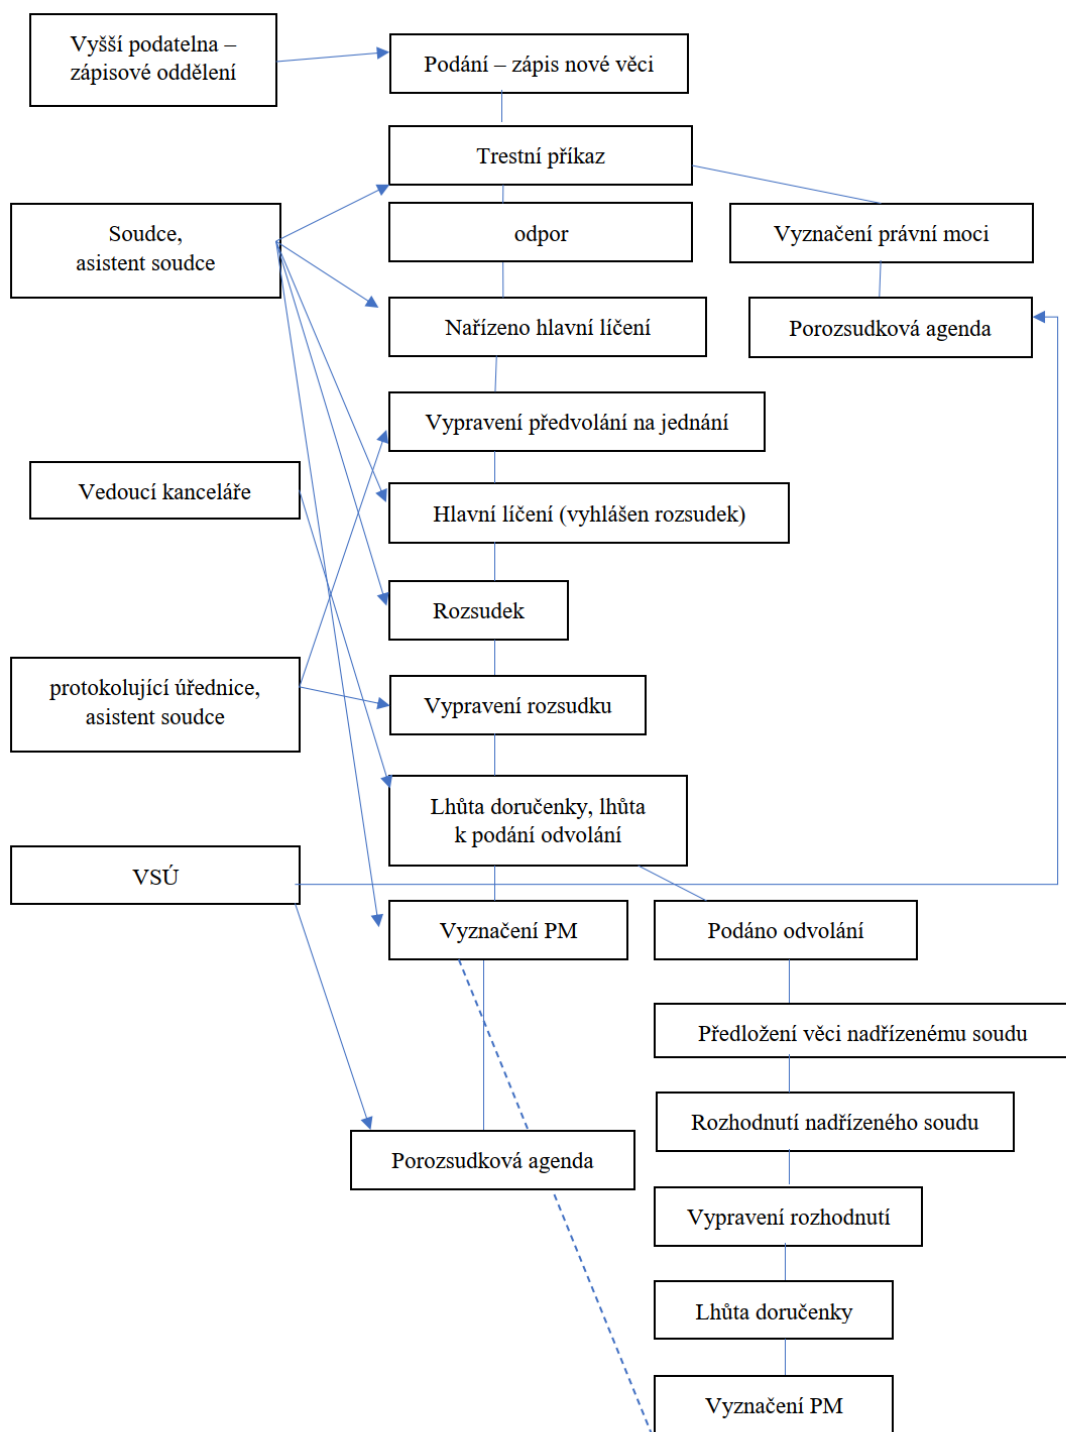 Vyšší podatelna –
zápisové oddělení
Podání – zápis nové věci
Trestní příkaz
Soudce,
asistent soudce
odpor
Vyznačení právní moci
Nařízeno hlavní líčení
Porozsudková agenda
Vypravení předvolání na jednání
Vedoucí kanceláře
Hlavní líčení (vyhlášen rozsudek)
Rozsudek
protokolující úřednice,
asistent soudce
Vypravení rozsudku
Lhůta doručenky, lhůta
k podání odvolání
VSÚ
Vyznačení PM
Podáno odvolání
Předložení věci nadřízenému soudu
Rozhodnutí nadřízeného soudu
Porozsudková agenda
Vypravení rozhodnutí
Lhůta doručenky
Vyznačení PM